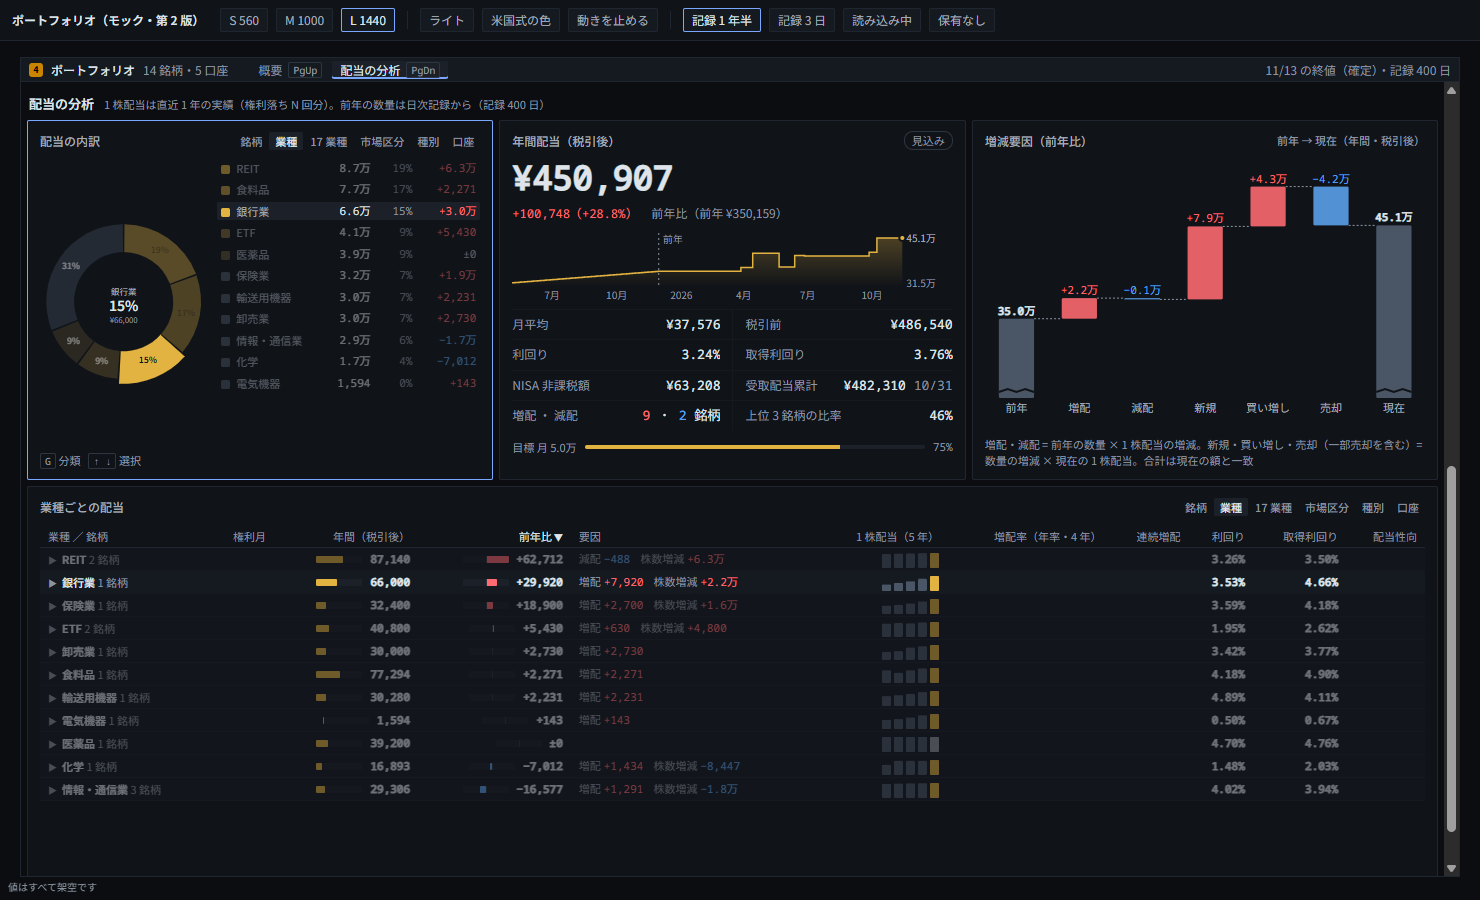 ポートフォリオ（モック・第 2 版） S 560 M 1000 L 1440 ライト 米国式の色 動きを止める 記録 1 年半 記録 3 日 読み込み中 保有なし
4 ポートフォリオ 14 銘柄・5 口座 概要 PgUp 配当の分析 PgDn 11/13 の終値（確定）・記録 400 日
配当の分析 1 株配当は直近 1 年の実績（権利落ち N 回分）。前年の数量は日次記録から（記録 400 日）
配当の内訳 銘柄 業種 17 業種 市場区分 種別 口座
REIT 8.7万 19% +6.3万
食料品 7.7万 17% +2,271
銀行業 6.6万 15% +3.0万
ETF 4.1万 9% +5,430
医薬品 3.9万 9% ±0
保険業 3.2万 7% +1.9万
輸送用機器 3.0万 7% +2,231
卸売業 3.0万 7% +2,730
情報・通信業 2.9万 6% −1.7万
化学 1.7万 4% −7,012
電気機器 1,594 0% +143
19%
31%
17%
9%
9%
15%
銀行業
15%
¥66,000
G 分類 ↑ ↓ 選択
年間配当（税引後） 見込み
¥450,907
+100,748（+28.8%） 前年比（前年 ¥350,159）
前年
45.1万
31.5万
7月 10月 2026 4月 7月 10月
月平均 ¥37,576 税引前 ¥486,540
利回り 3.24% 取得利回り 3.76%
NISA 非課税額 ¥63,208 受取配当累計 ¥482,310 10/31
増配 ・ 減配 9 ・ 2 銘柄 上位 3 銘柄の比率 46%
目標 月 5.0万 75%
増減要因（前年比） 前年 → 現在（年間・税引後）
35.0万 +2.2万 −0.1万 +7.9万 +4.3万 −4.2万 45.1万
前年 増配 減配 新規 買い増し 売却 現在
増配・減配 = 前年の数量 × 1 株配当の増減。新規・買い増し・売却（一部売却を含む）=
数量の増減 × 現在の 1 株配当。合計は現在の額と一致
業種ごとの配当 銘柄 業種 17 業種 市場区分 種別 口座
業種 ／ 銘柄 権利月 年間（税引後） 前年比▼ 要因 1 株配当（5 年） 増配率（年率・4 年） 連続増配 利回り 取得利回り 配当性向
▶ REIT 2 銘柄 87,140 +62,712 減配 −488 株数増減 +6.3万 3.26% 3.50%
▶ 銀行業 1 銘柄 66,000 +29,920 増配 +7,920 株数増減 +2.2万 3.53% 4.66%
▶ 保険業 1 銘柄 32,400 +18,900 増配 +2,700 株数増減 +1.6万 3.59% 4.18%
▶ ETF 2 銘柄 40,800 +5,430 増配 +630 株数増減 +4,800 1.95% 2.62%
▶ 卸売業 1 銘柄 30,000 +2,730 増配 +2,730 3.42% 3.77%
▶ 食料品 1 銘柄 77,294 +2,271 増配 +2,271 4.18% 4.90%
▶ 輸送用機器 1 銘柄 30,280 +2,231 増配 +2,231 4.89% 4.11%
▶ 電気機器 1 銘柄 1,594 +143 増配 +143 0.50% 0.67%
▶ 医薬品 1 銘柄 39,200 ±0 4.70% 4.76%
▶ 化学 1 銘柄 16,893 −7,012 増配 +1,434 株数増減 −8,447 1.48% 2.03%
▶ 情報・通信業 3 銘柄 29,306 −16,577 増配 +1,291 株数増減 −1.8万 4.02% 3.94%
値はすべて架空です